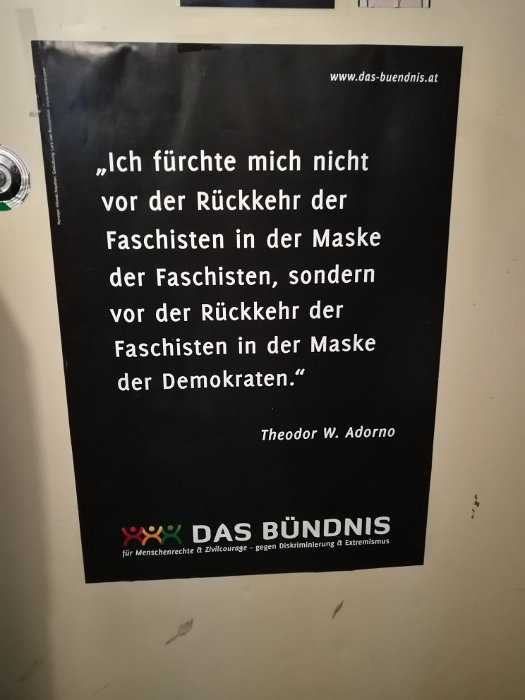 www.das-buendnis.at
„Ich fürchte mich nicht
vor der Rückkehr der
Faschisten in der Maske
der Faschisten, sondern
vor der Rückkehr der
Faschisten in der Maske
der Demokraten.“
Theodor W. Adorno
DAS BÜNDNIS
für Menschenrechte & Zivilcourage – gegen Diskriminierung & Extremismus